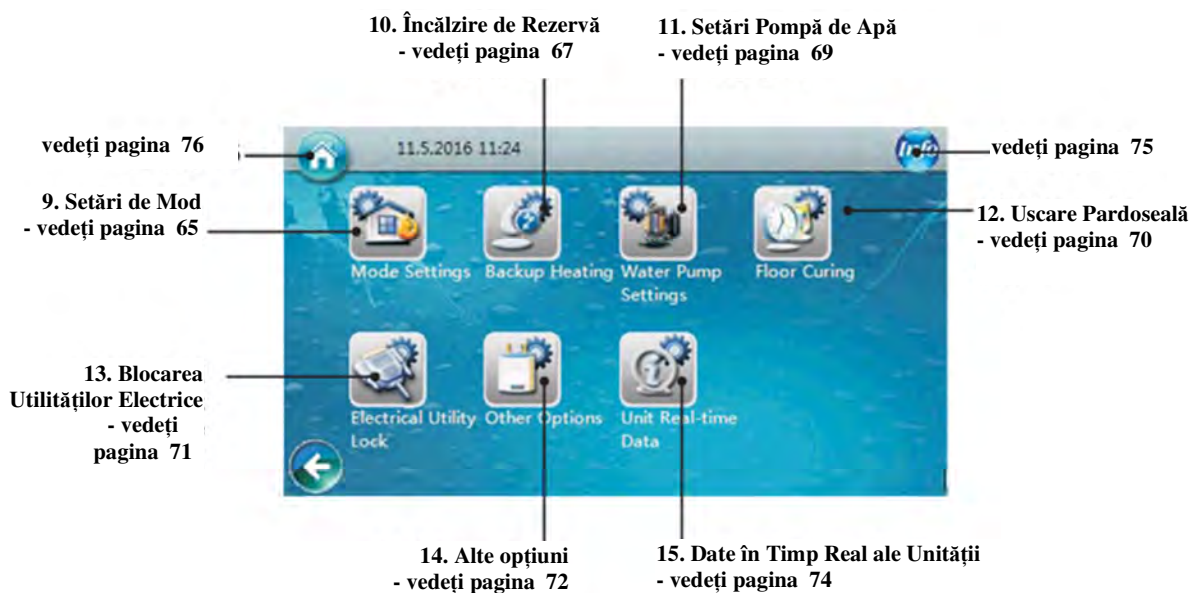 10. Încălzire de Rezervă
- vedeți pagina 67
11. Setări Pompă de Apă
- vedeți pagina 69
vedeți pagina 76
11.5.2016 11:24
Info
vedeți pagina 75
9. Setări de Mod
- vedeți pagina 65
12. Uscare Pardoseală
- vedeți pagina 70
Mode Settings
Backup Heating
Water Pump
Settings
Floor Curing
13. Blocarea
Utilităților Electrice
- vedeți
pagina 71
Electrical Utility
Lock
Other Options
Unit Real-time
Data
14. Alte opțiuni
- vedeți pagina 72
15. Date în Timp Real ale Unității
- vedeți pagina 74